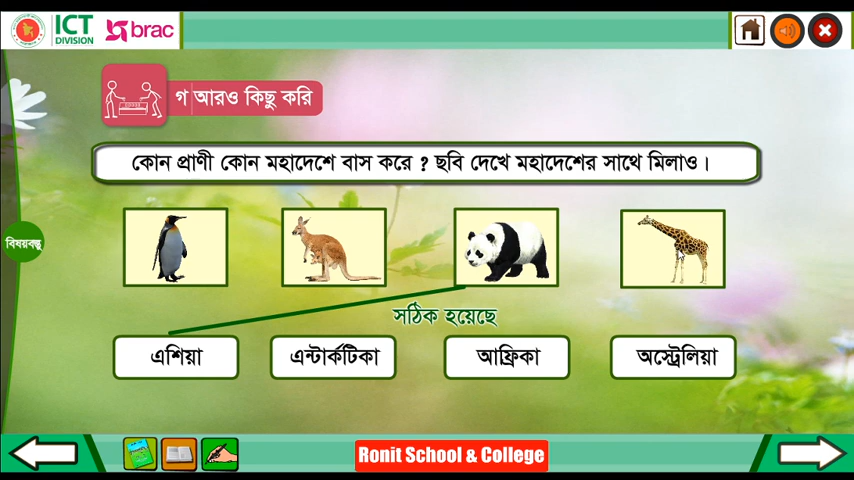 ICT
DIVISION
brac
গ আরও কিছু করি
কোন প্রাণী কোন মহাদেশে বাস করে ? ছবি দেখে মহাদেশের সাথে মিলাও।
বিষয়বস্তু
সঠিক হয়েছে
এশিয়া
এন্টার্কটিকা
আফ্রিকা
অস্ট্রেলিয়া
Ronit School & College